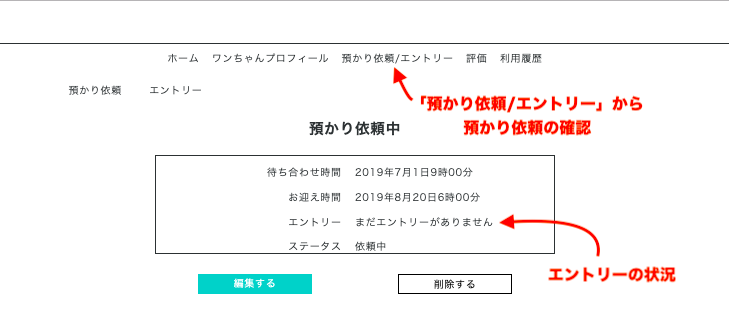 ホーム ワンちゃんプロフィール 預かり依頼/エントリー 評価 利用履歴
預かり依頼 エントリー
「預かり依頼/エントリー」から
預かり依頼の確認
預かり依頼中
待ち合わせ時間 2019年7月1日9時00分
お迎え時間 2019年8月20日6時00分
エントリー まだエントリーがありません
ステータス 依頼中
エントリーの状況
編集する 削除する